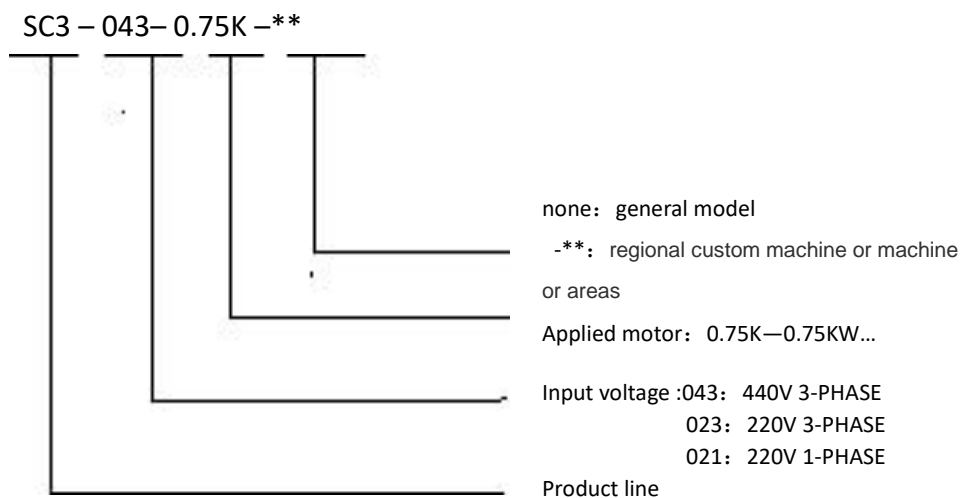 SC3 – 043– 0.75K –**
none：general model
-**：regional custom machine or machine
or areas
Applied motor：0.75K—0.75KW…
Input voltage :043：440V 3-PHASE
023：220V 3-PHASE
021：220V 1-PHASE
Product line